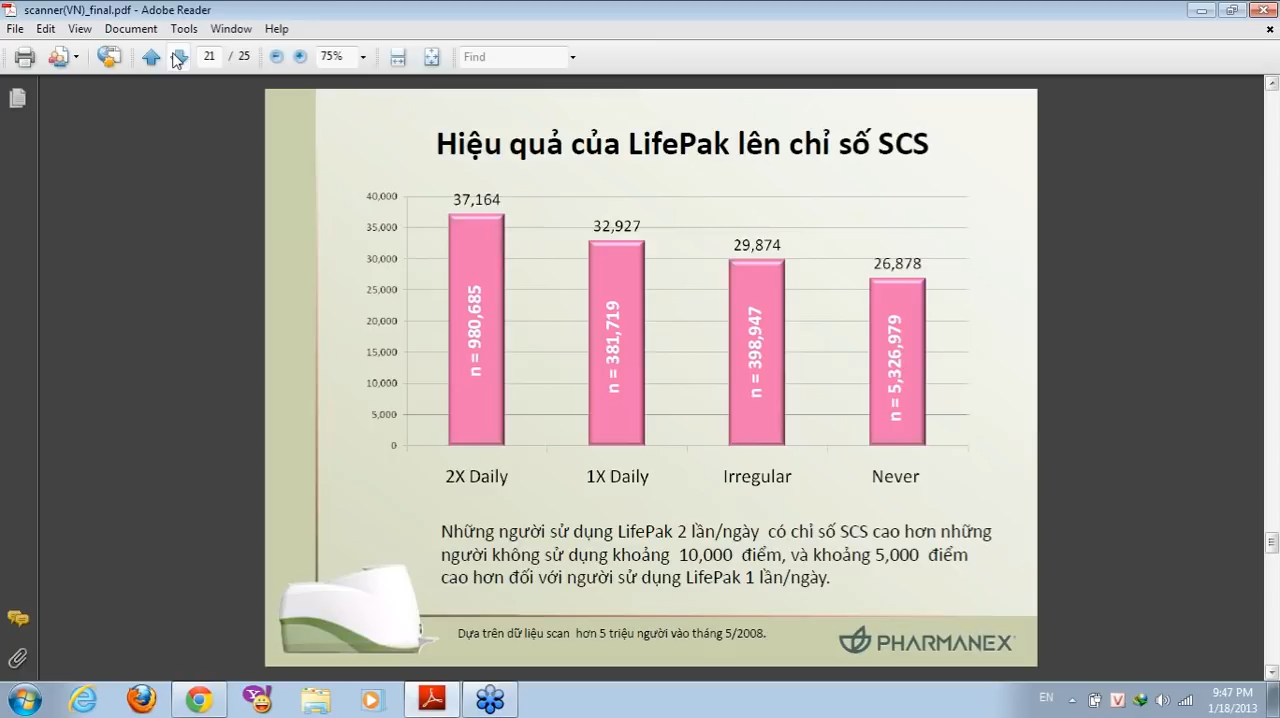 scanner(VN)_final.pdf - Adobe Reader
File Edit View Document Tools Window Help
21 / 25 75% Find
Hiệu quả của LifePak lên chỉ số SCS
40,000
35,000
30,000
25,000
20,000
15,000
10,000
5,000
0
37,164
32,927
29,874
26,878
n = 980,685
n = 381,719
n = 398,947
n = 5,326,979
2X Daily 1X Daily Irregular Never
Những người sử dụng LifePak 2 lần/ngày có chỉ số SCS cao hơn những
người không sử dụng khoảng 10,000 điểm, và khoảng 5,000 điểm
cao hơn đối với người sử dụng LifePak 1 lần/ngày.
Dựa trên dữ liệu scan hơn 5 triệu người vào tháng 5/2008.
PHARMANEX
EN
9:47 PM
1/18/2013